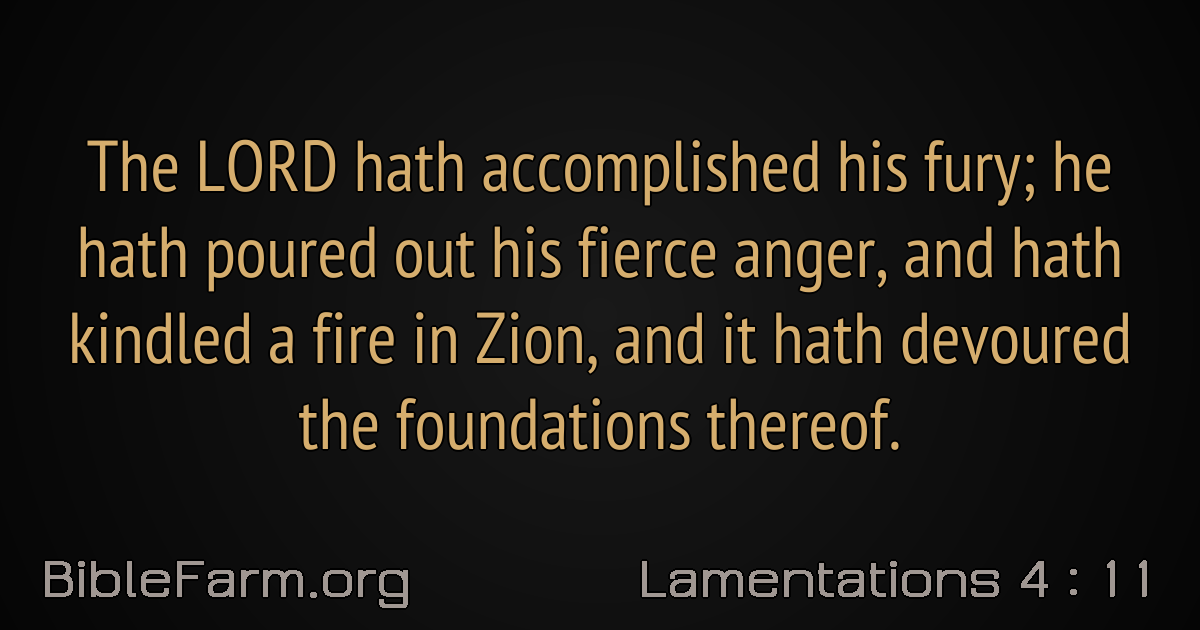 The LORD hath accomplished his fury; he
hath poured out his fierce anger, and hath
kindled a fire in Zion, and it hath devoured
the foundations thereof.
BibleFarm.org
Lamentations 4 : 11